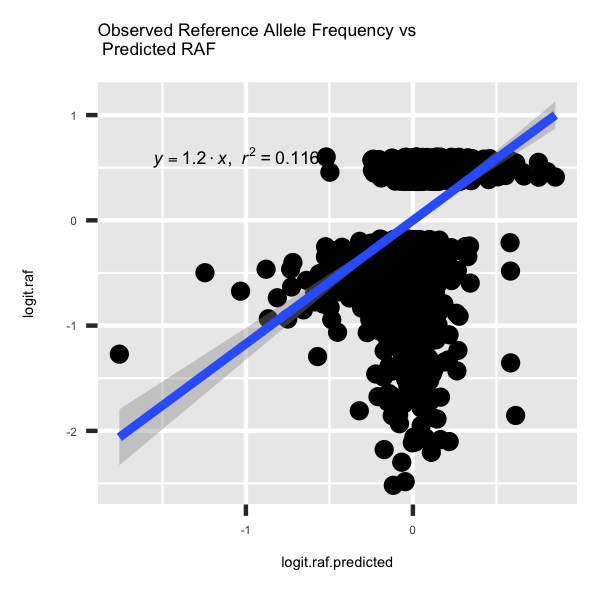 Observed Reference Allele Frequency vs
Predicted RAF
y = 1.2 · x,  r² = 0.116
logit.raf
1
0
-1
-2
-1
0
logit.raf.predicted